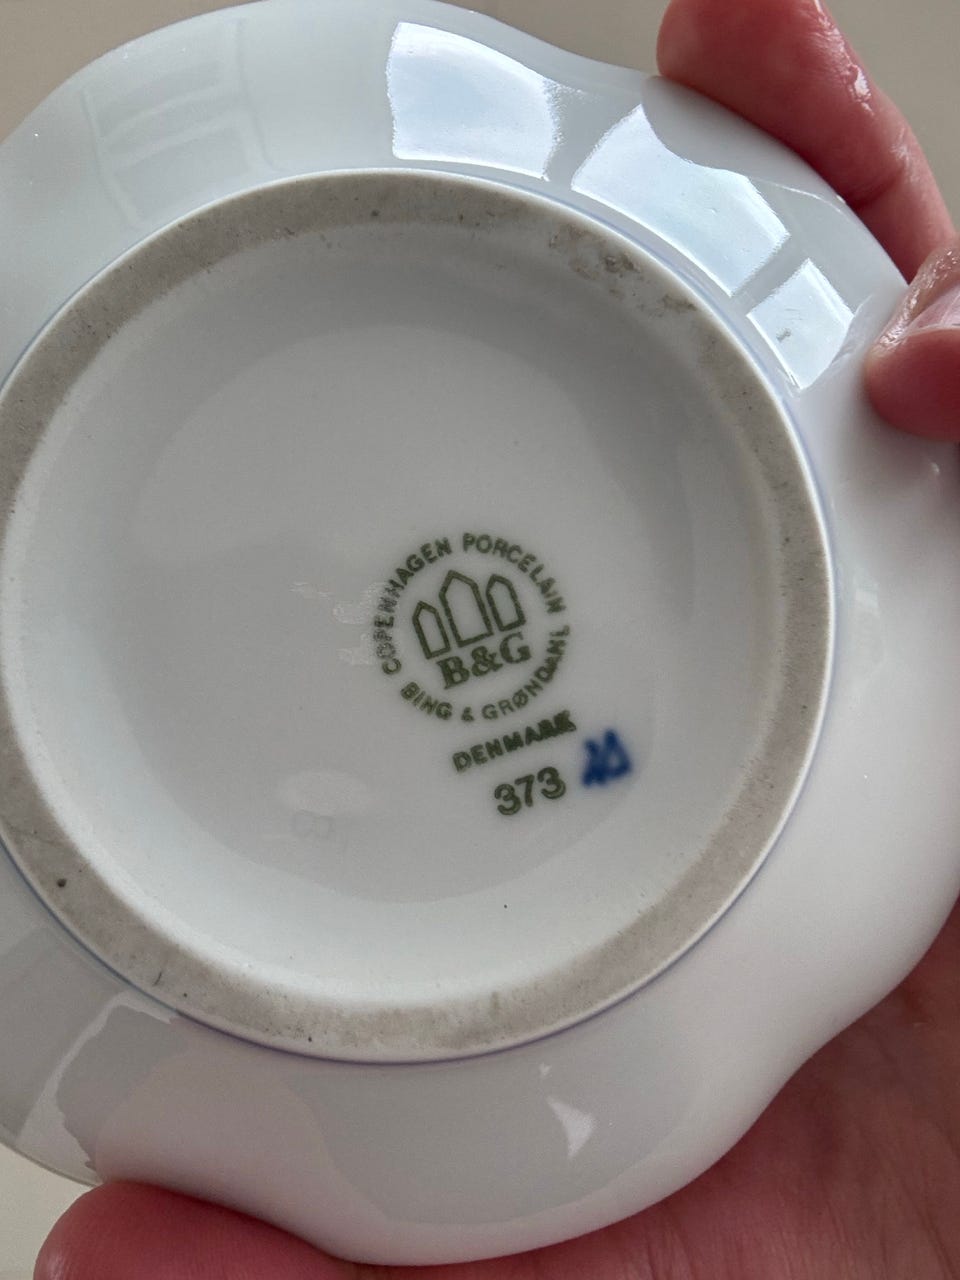 COPENHAGEN PORCELAIN
B&G
BING & GRØNDAHL
DENMARK
373